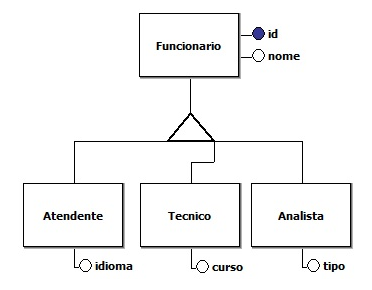 Funcionario
id
nome
Atendente
Tecnico
Analista
idioma
curso
tipo